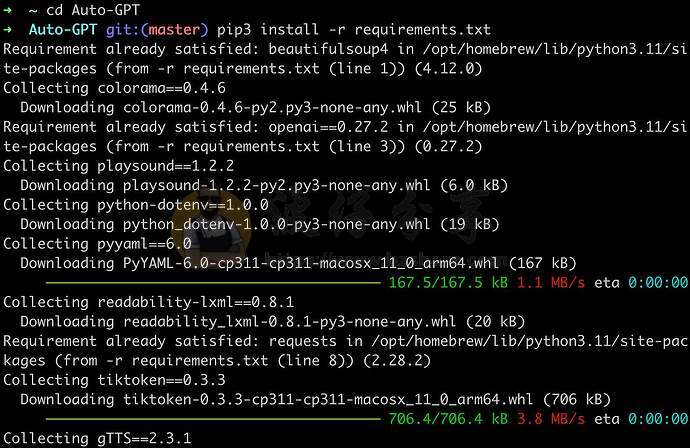 ➜  ~ cd Auto-GPT
➜  Auto-GPT git:(master) pip3 install -r requirements.txt
Requirement already satisfied: beautifulsoup4 in /opt/homebrew/lib/python3.11/si
te-packages (from -r requirements.txt (line 1)) (4.12.0)
Collecting colorama==0.4.6
  Downloading colorama-0.4.6-py2.py3-none-any.whl (25 kB)
Requirement already satisfied: openai==0.27.2 in /opt/homebrew/lib/python3.11/si
te-packages (from -r requirements.txt (line 3)) (0.27.2)
Collecting playsound==1.2.2
  Downloading playsound-1.2.2-py2.py3-none-any.whl (6.0 kB)
Collecting python-dotenv==1.0.0
  Downloading python_dotenv-1.0.0-py3-none-any.whl (19 kB)
Collecting pyyaml==6.0
  Downloading PyYAML-6.0-cp311-cp311-macosx_11_0_arm64.whl (167 kB)
167.5/167.5 kB 1.1 MB/s eta 0:00:00
Collecting readability-lxml==0.8.1
  Downloading readability_lxml-0.8.1-py3-none-any.whl (20 kB)
Requirement already satisfied: requests in /opt/homebrew/lib/python3.11/site-pac
kages (from -r requirements.txt (line 8)) (2.28.2)
Collecting tiktoken==0.3.3
  Downloading tiktoken-0.3.3-cp311-cp311-macosx_11_0_arm64.whl (706 kB)
706.4/706.4 kB 3.8 MB/s eta 0:00:00
Collecting gTTS==2.3.1